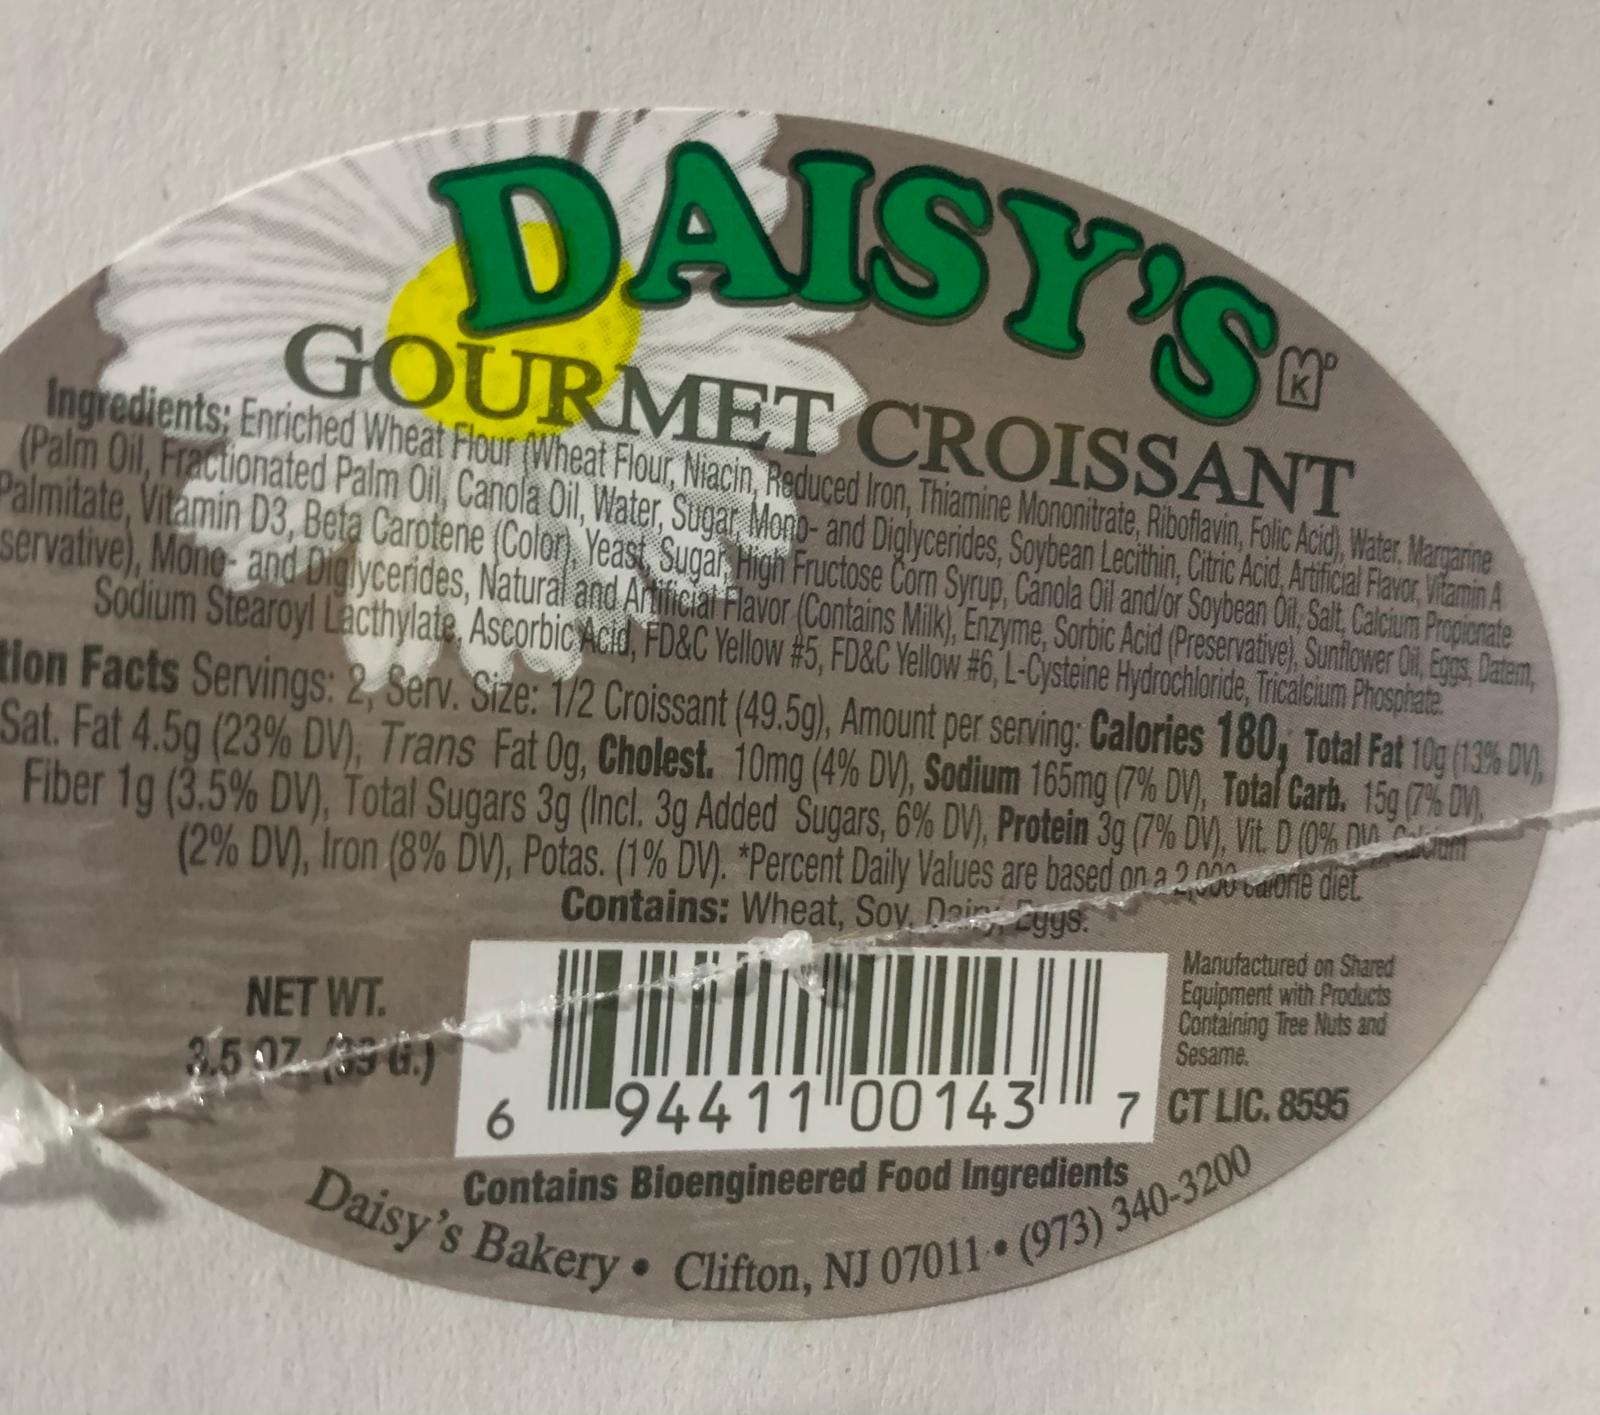 DAISY'S
K D
GOURMET CROISSANT
Ingredients: Enriched Wheat Flour (Wheat Flour, Niacin, Reduced Iron, Thiamine Mononitrate, Riboflavin, Folic Acid), Water, Margarine
(Palm Oil, Fractionated Palm Oil, Canola Oil, Water, Sugar, Mono- and Diglycerides, Soybean Lecithin, Citric Acid, Artificial Flavor, Vitamin A
Palmitate, Vitamin D3, Beta Carotene (Color), Yeast, Sugar, High Fructose Corn Syrup, Canola Oil and/or Soybean Oil, Salt, Calcium Propionate
servative), Mono- and Diglycerides, Natural and Artificial Flavor (Contains Milk), Enzyme, Sorbic Acid (Preservative), Sunflower Oil, Eggs, Datem,
Sodium Stearoyl Lacthylate, Ascorbic Acid, FD&C Yellow #5, FD&C Yellow #6, L-Cysteine Hydrochloride, Tricalcium Phosphate.
tion Facts Servings: 2, Serv. Size: 1/2 Croissant (49.5g), Amount per serving: Calories 180, Total Fat 10g (13% DV),
Sat. Fat 4.5g (23% DV), Trans Fat 0g, Cholest. 10mg (4% DV), Sodium 165mg (7% DV), Total Carb. 15g (7% DV),
Fiber 1g (3.5% DV), Total Sugars 3g (Incl. 3g Added Sugars, 6% DV), Protein 3g (7% DV), Vit. D (0% DV), Calcium
(2% DV), Iron (8% DV), Potas. (1% DV). *Percent Daily Values are based on a 2,000 calorie diet.
Contains: Wheat, Soy, Dairy, Eggs.
NET WT.
3.5 OZ. (99 G.)
6 94411 00143 7
Manufactured on Shared
Equipment with Products
Containing Tree Nuts and
Sesame.
CT LIC. 8595
Contains Bioengineered Food Ingredients
Daisy's Bakery • Clifton, NJ 07011 • (973) 340-3200